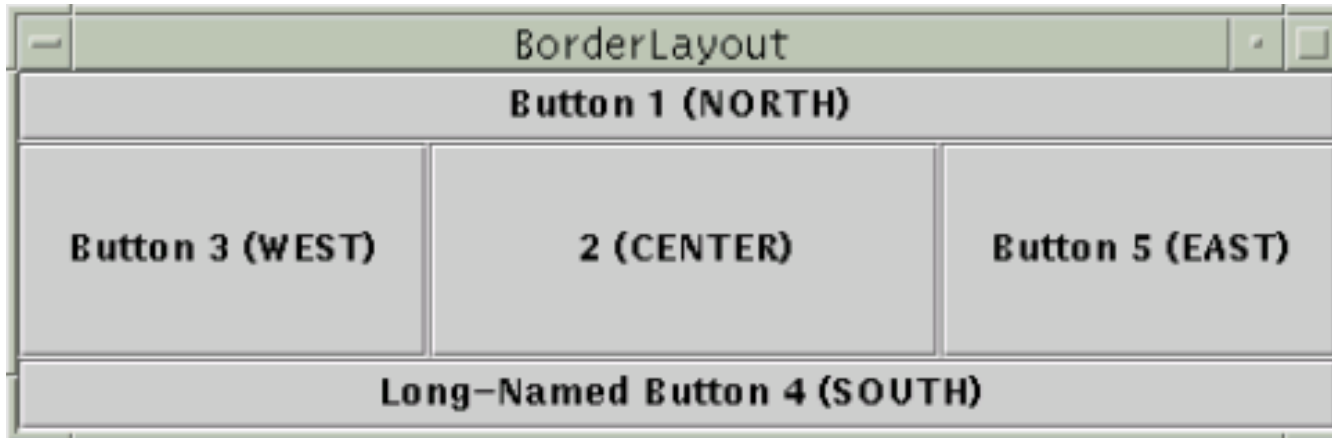 BorderLayout
Button 1 (NORTH)
Button 3 (WEST)
2 (CENTER)
Button 5 (EAST)
Long-Named Button 4 (SOUTH)